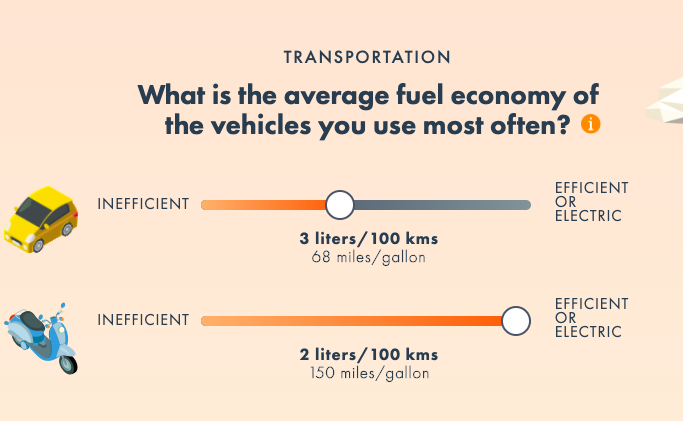 TRANSPORTATION
What is the average fuel economy of
the vehicles you use most often? i
INEFFICIENT
EFFICIENT
OR
ELECTRIC
3 liters/100 kms
68 miles/gallon
INEFFICIENT
EFFICIENT
OR
ELECTRIC
2 liters/100 kms
150 miles/gallon